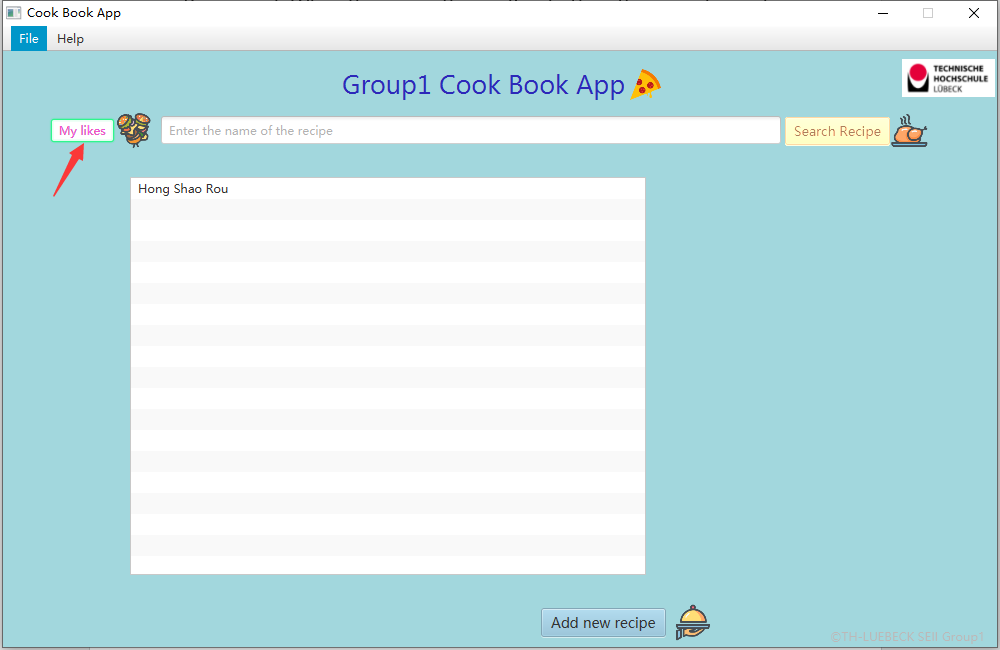 Cook Book App
File Help
Group1 Cook Book App
TECHNISCHE
HOCHSCHULE
LÜBECK
My likes
Enter the name of the recipe
Search Recipe
Hong Shao Rou
Add new recipe
©TH-LUEBECK SEII Group1